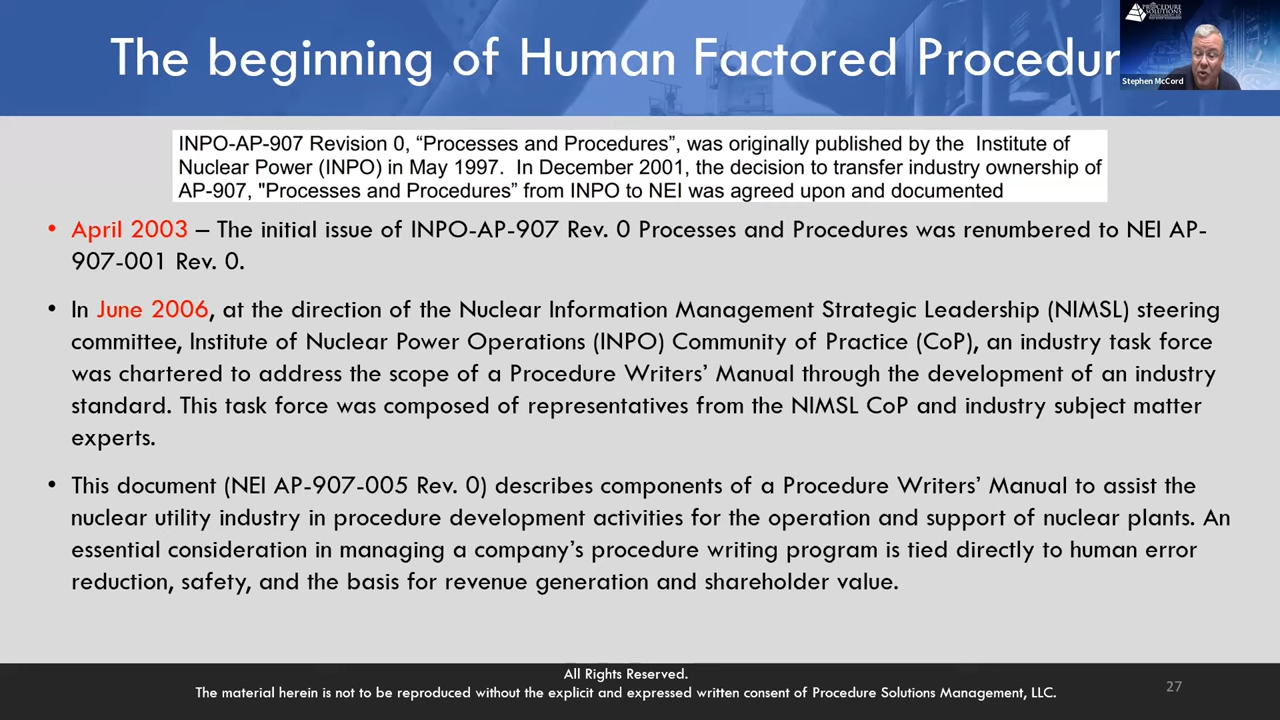 The beginning of Human Factored Procedur
PROCEDURE
SOLUTIONS
Stephen McCord
INPO-AP-907 Revision 0, “Processes and Procedures”, was originally published by the Institute of
Nuclear Power (INPO) in May 1997. In December 2001, the decision to transfer industry ownership of
AP-907, "Processes and Procedures” from INPO to NEI was agreed upon and documented
• April 2003 – The initial issue of INPO-AP-907 Rev. 0 Processes and Procedures was renumbered to NEI AP-
907-001 Rev. 0.
• In June 2006, at the direction of the Nuclear Information Management Strategic Leadership (NIMSL) steering
committee, Institute of Nuclear Power Operations (INPO) Community of Practice (CoP), an industry task force
was chartered to address the scope of a Procedure Writers’ Manual through the development of an industry
standard. This task force was composed of representatives from the NIMSL CoP and industry subject matter
experts.
• This document (NEI AP-907-005 Rev. 0) describes components of a Procedure Writers’ Manual to assist the
nuclear utility industry in procedure development activities for the operation and support of nuclear plants. An
essential consideration in managing a company’s procedure writing program is tied directly to human error
reduction, safety, and the basis for revenue generation and shareholder value.
All Rights Reserved.
The material herein is not to be reproduced without the explicit and expressed written consent of Procedure Solutions Management, LLC.
27